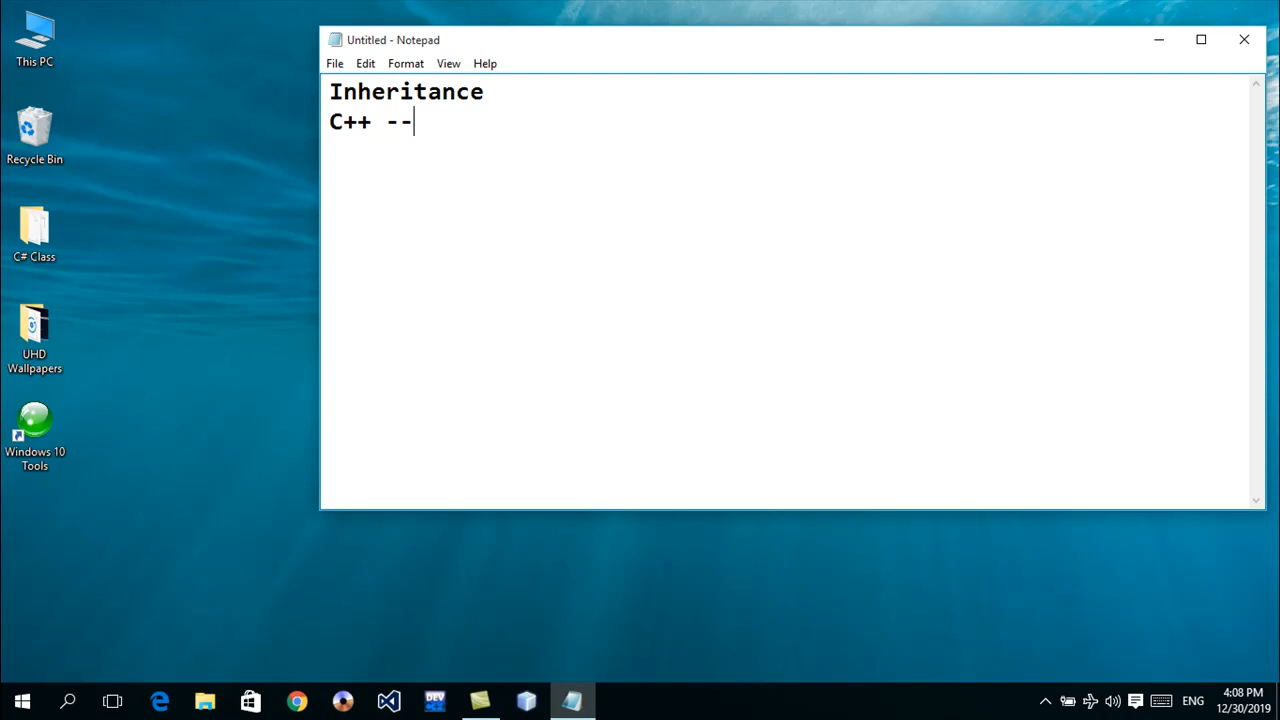 This PC
Recycle Bin
C# Class
UHD
Wallpapers
Windows 10
Tools
Untitled - Notepad
File Edit Format View Help
Inheritance
C++ --
DEV
ENG
4:08 PM
12/30/2019